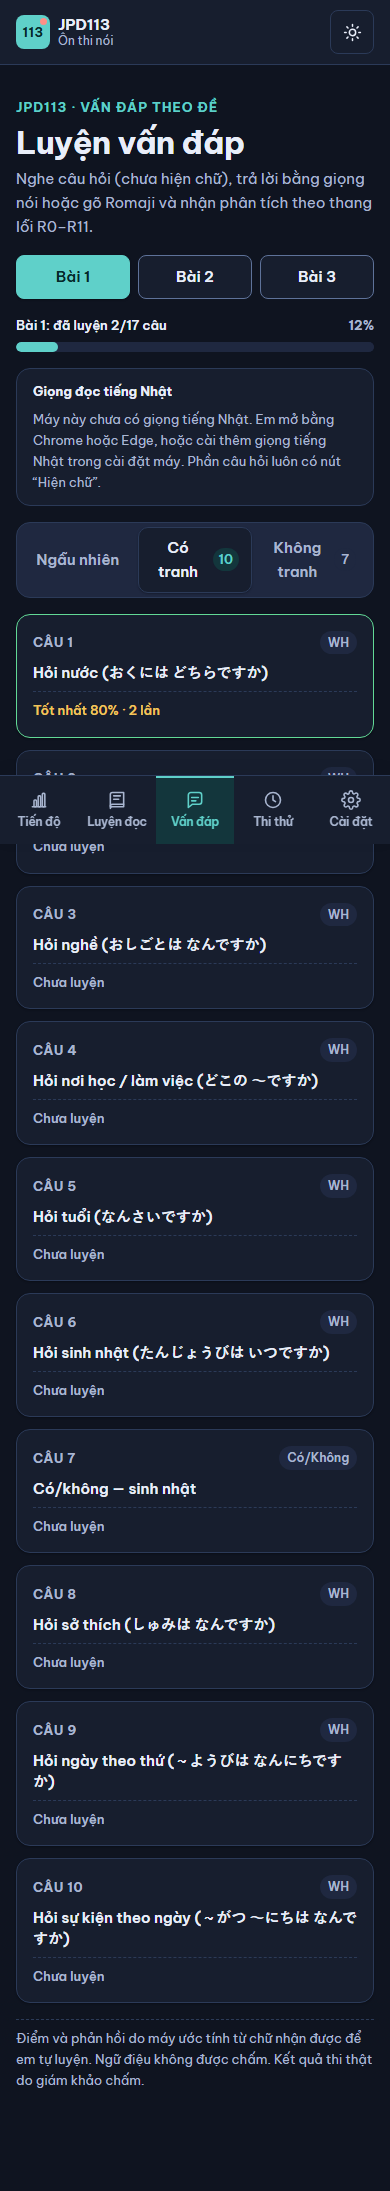 113
JPD113
Ôn thi nói
JPD113 · VẤN ĐÁP THEO ĐỀ
Luyện vấn đáp
Nghe câu hỏi (chưa hiện chữ), trả lời bằng giọng
nói hoặc gõ Romaji và nhận phân tích theo thang
lỗi R0–R11.
Bài 1
Bài 2
Bài 3
Bài 1: đã luyện 2/17 câu
12%
Giọng đọc tiếng Nhật
Máy này chưa có giọng tiếng Nhật. Em mở bằng
Chrome hoặc Edge, hoặc cài thêm giọng tiếng
Nhật trong cài đặt máy. Phần câu hỏi luôn có nút
“Hiện chữ”.
Ngẫu nhiên
Có
tranh
10
Không
tranh
7
CÂU 1
WH
Hỏi nước (おくには どちらですか)
Tốt nhất 80% · 2 lần
Tiến độ
Luyện đọc
Vấn đáp
Thi thử
Cài đặt
Chưa luyện
CÂU 3
WH
Hỏi nghề (おしごとは なんですか)
Chưa luyện
CÂU 4
WH
Hỏi nơi học / làm việc (どこの 〜ですか)
Chưa luyện
CÂU 5
WH
Hỏi tuổi (なんさいですか)
Chưa luyện
CÂU 6
WH
Hỏi sinh nhật (たんじょうびは いつですか)
Chưa luyện
CÂU 7
Có/Không
Có/không — sinh nhật
Chưa luyện
CÂU 8
WH
Hỏi sở thích (しゅみは なんですか)
Chưa luyện
CÂU 9
WH
Hỏi ngày theo thứ (～ようびは なんにちです
か)
Chưa luyện
CÂU 10
WH
Hỏi sự kiện theo ngày (～がつ 〜にちは なんで
すか)
Chưa luyện
Điểm và phản hồi do máy ước tính từ chữ nhận được để
em tự luyện. Ngữ điệu không được chấm. Kết quả thi thật
do giám khảo chấm.